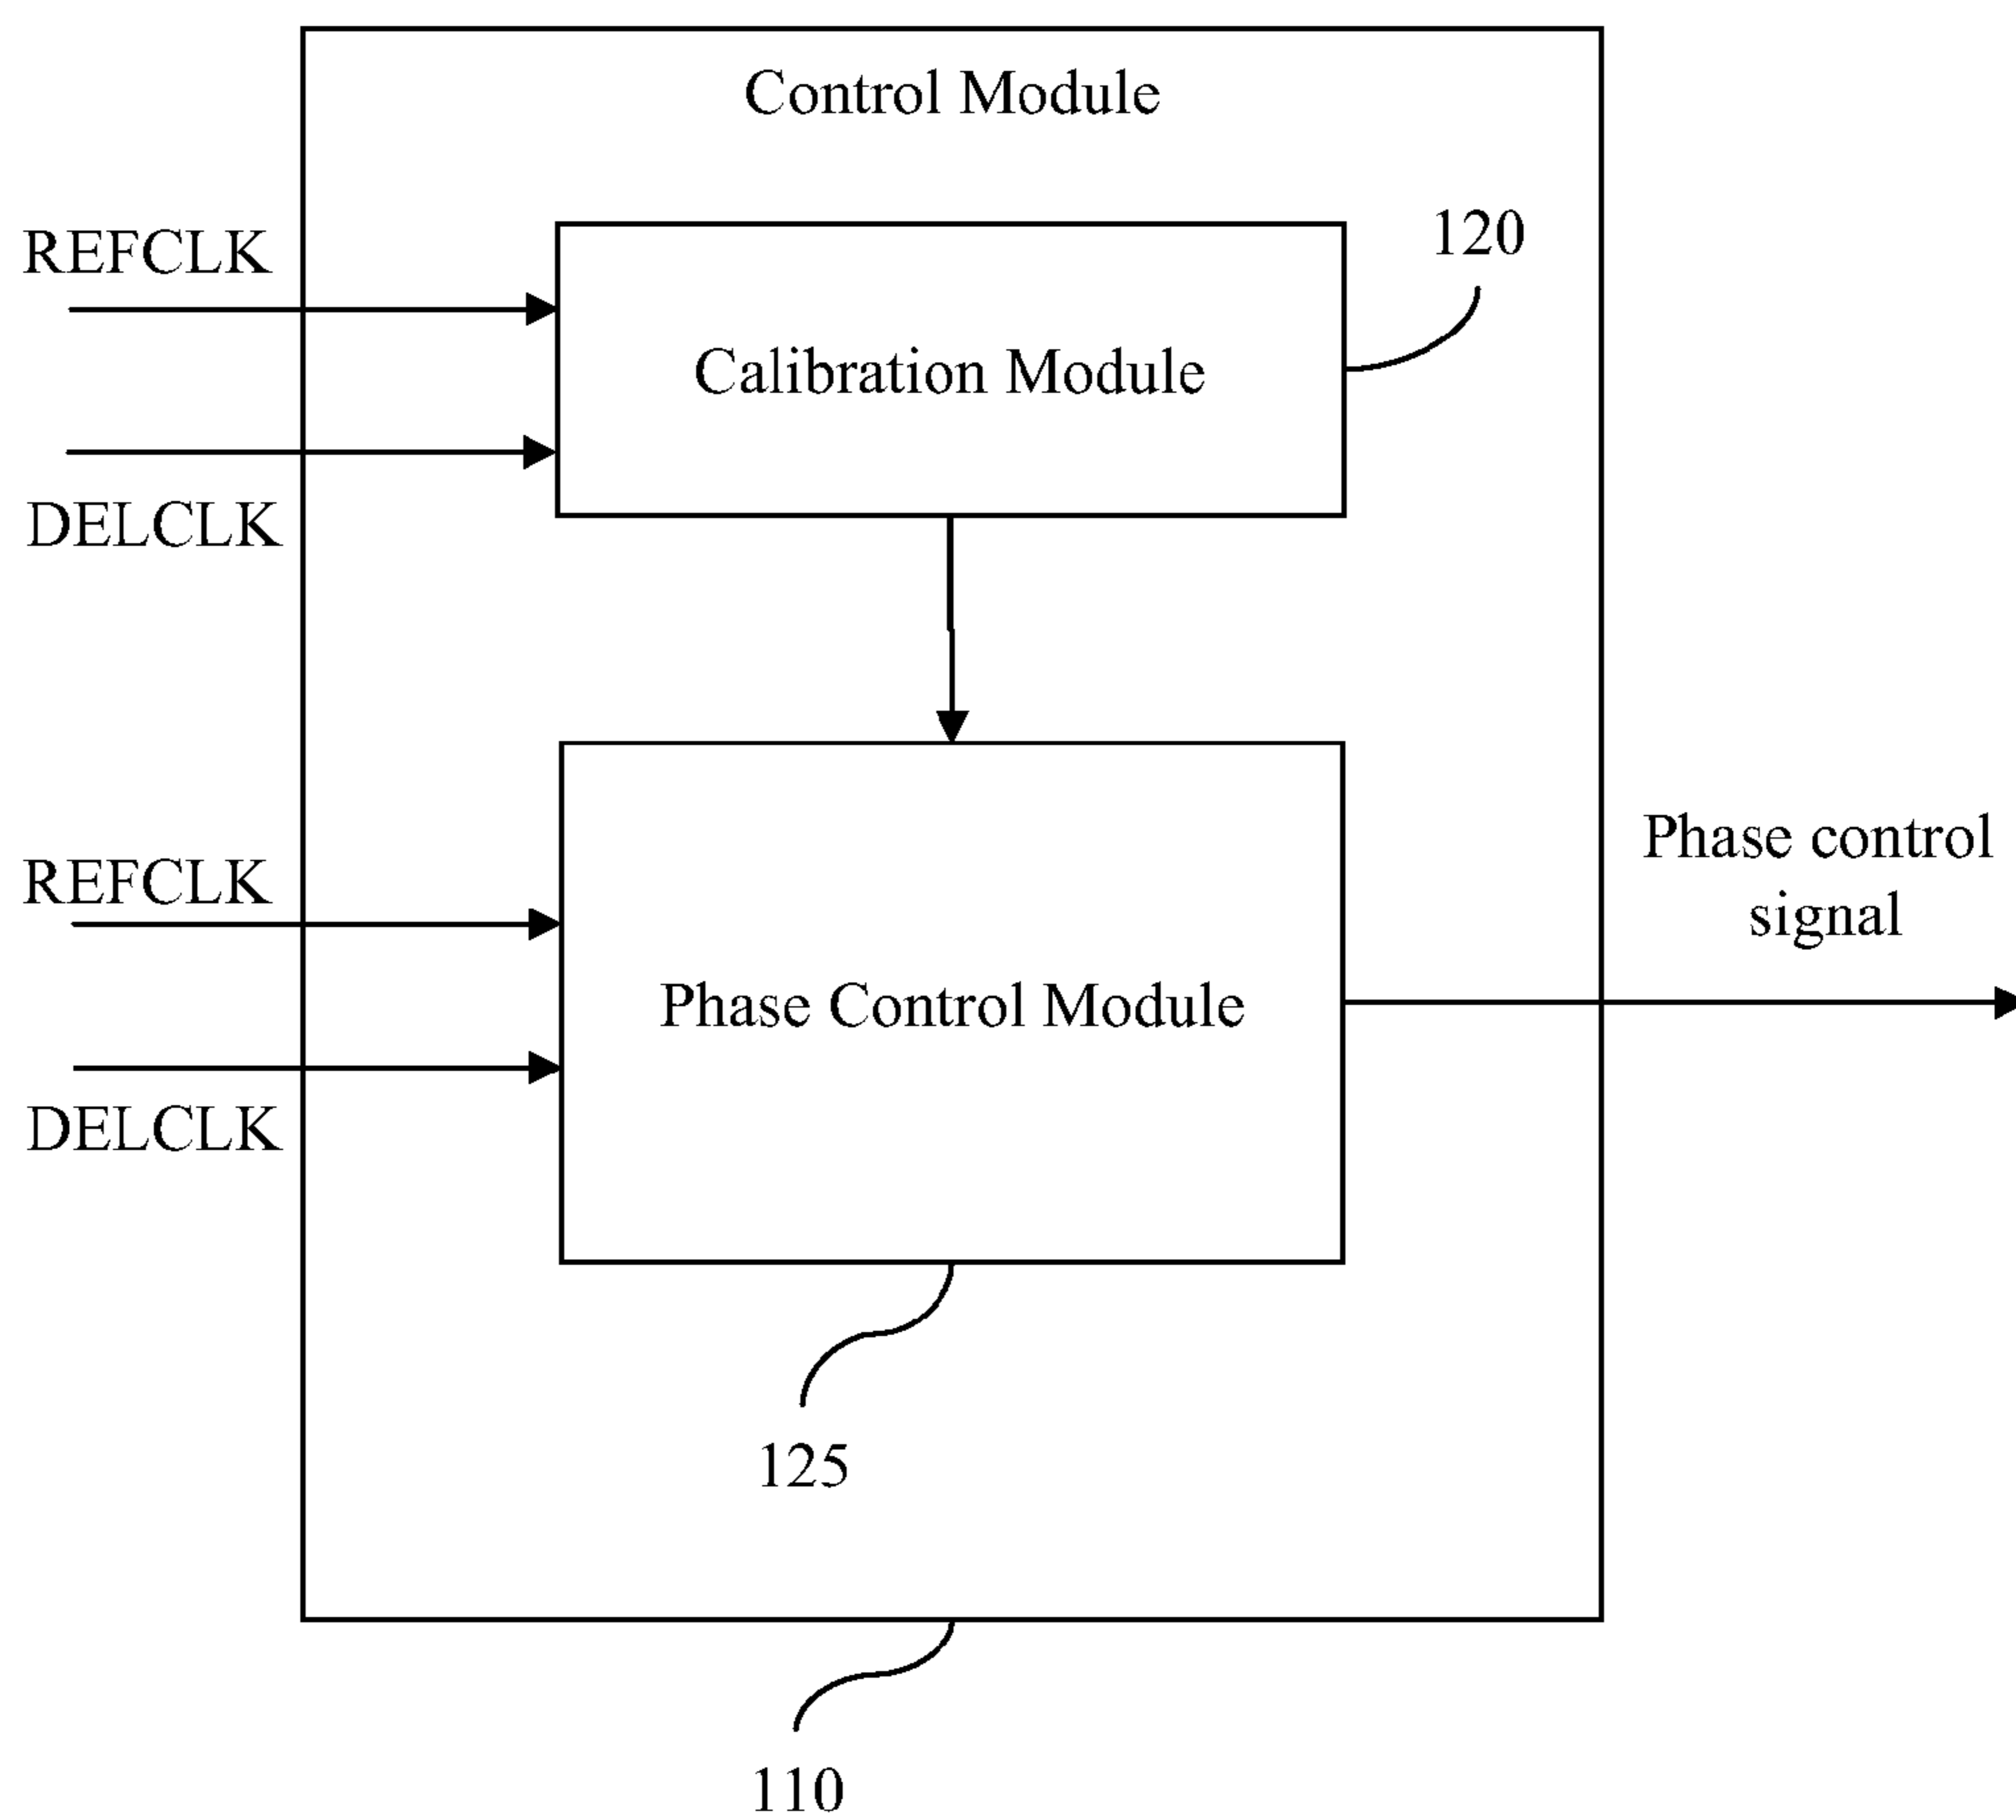 Control Module
REFCLK
120
Calibration Module
DELCLK
Phase control
signal
REFCLK
Phase Control Module
DELCLK
125
110